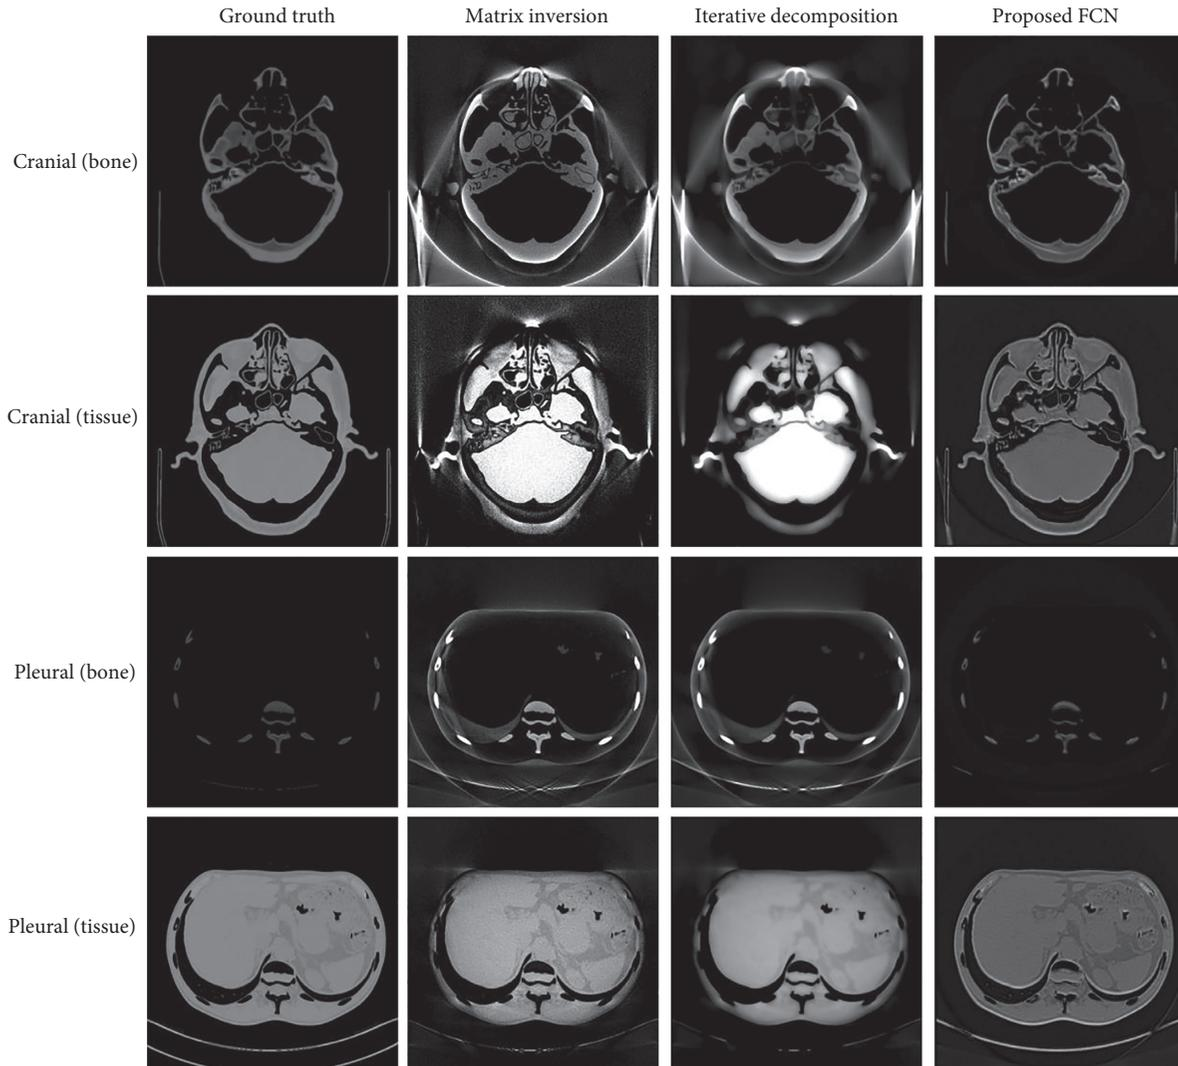 Ground truth
Matrix inversion
Iterative decomposition
Proposed FCN
Cranial (bone)
Cranial (tissue)
Pleural (bone)
Pleural (tissue)